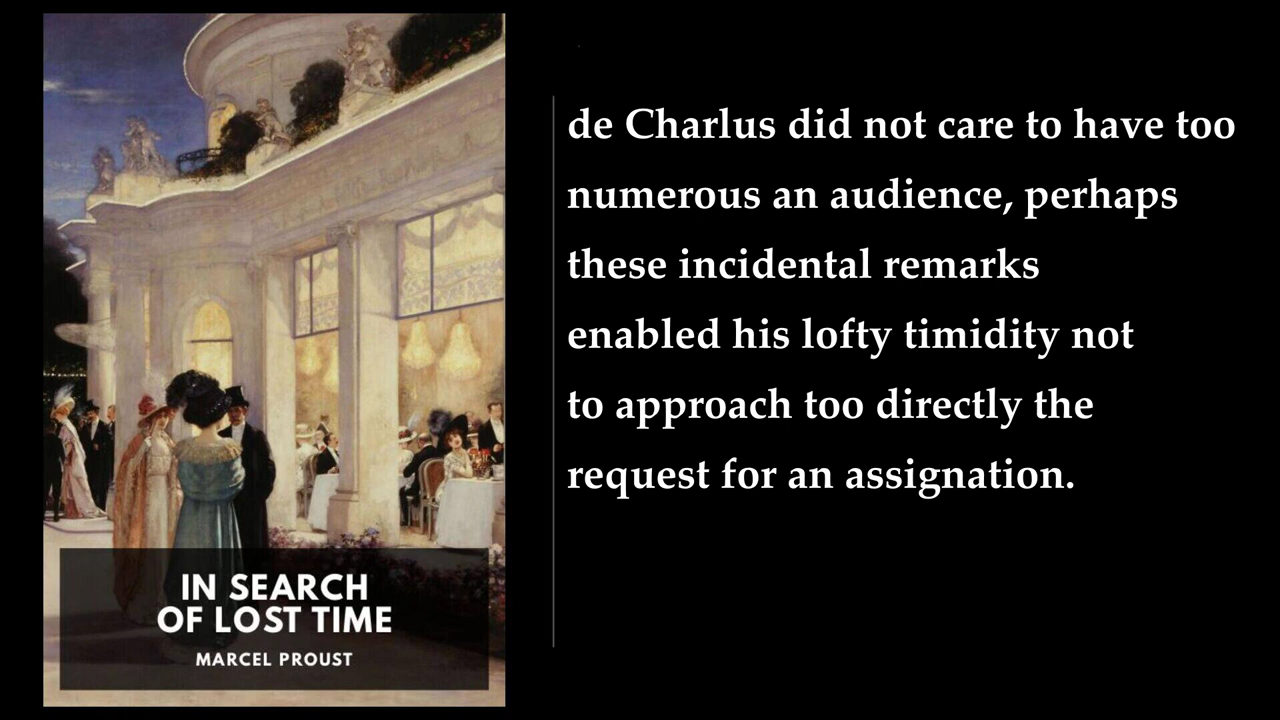 de Charlus did not care to have too
numerous an audience, perhaps
these incidental remarks
enabled his lofty timidity not
to approach too directly the
request for an assignation.
IN SEARCH
OF LOST TIME
MARCEL PROUST